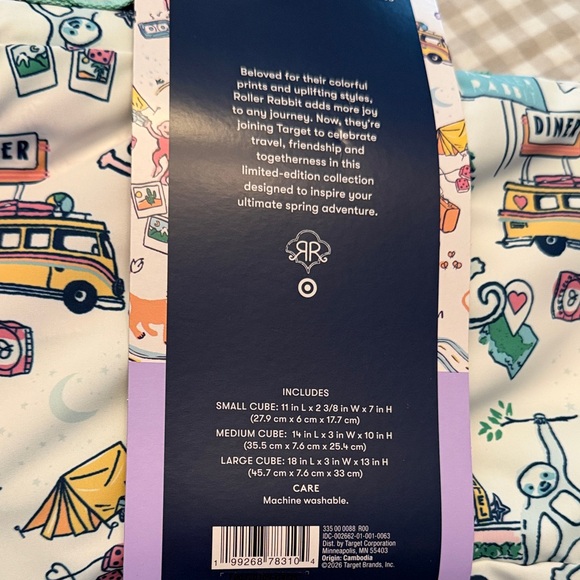 Beloved for their colorful
prints and uplifting styles,
Roller Rabbit adds more joy
to any journey. Now, they're
joining Target to celebrate
travel, friendship and
togetherness in this
limited-edition collection
designed to inspire your
ultimate spring adventure.
RR
INCLUDES
SMALL CUBE: 11 in L x 2 3/8 in W x 7 in H
(27.9 cm x 6 cm x 17.7 cm)
MEDIUM CUBE: 14 in L x 3 in W x 10 in H
(35.5 cm x 7.6 cm x 25.4 cm)
LARGE CUBE: 18 in L x 3 in W x 13 in H
(45.7 cm x 7.6 cm x 33 cm)
CARE
Machine washable.
1 99268 78310 4
335 00 0088 R00
IDC-002662-01-001-0063
Dist. by Target Corporation
Minneapolis, MN 55403
Origin: Cambodia
©2026 Target Brands, Inc.
ER
DINER